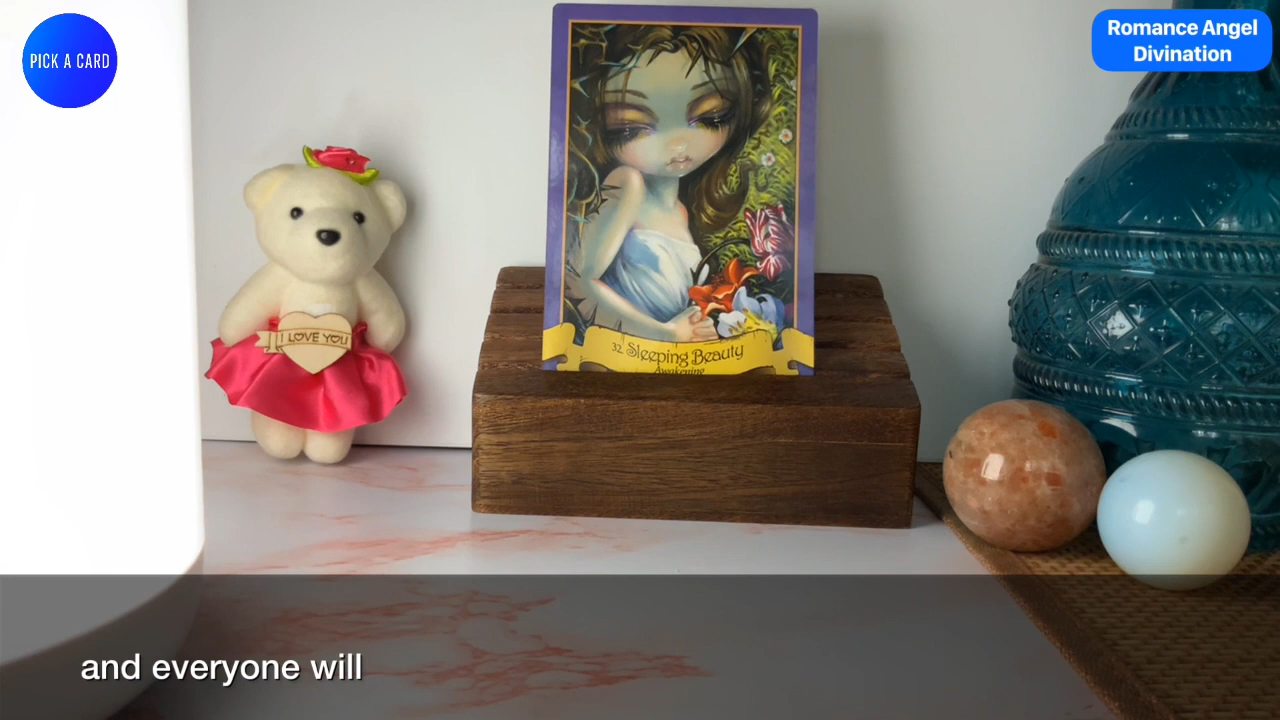 PICK A CARD
Romance Angel
Divination
32 Sleeping Beauty
Awakening
I LOVE YOU
and everyone will